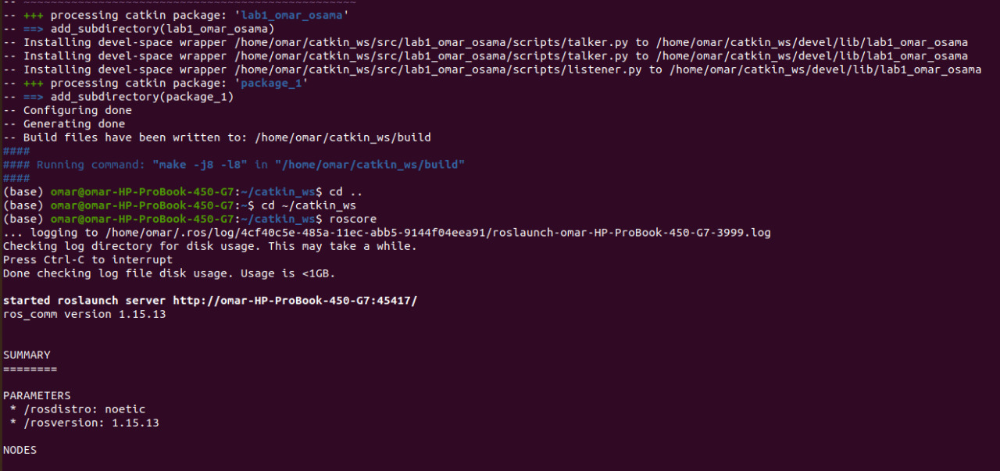 -- ~~~~~~~~~~~~~~~~~~~~~~~~~~~~~~~~~~~~~~~~~~~~~~~~~
-- +++ processing catkin package: 'lab1_omar_osama'
-- ==> add_subdirectory(lab1_omar_osama)
-- Installing devel-space wrapper /home/omar/catkin_ws/src/lab1_omar_osama/scripts/talker.py to /home/omar/catkin_ws/devel/lib/lab1_omar_osama
-- Installing devel-space wrapper /home/omar/catkin_ws/src/lab1_omar_osama/scripts/talker.py to /home/omar/catkin_ws/devel/lib/lab1_omar_osama
-- Installing devel-space wrapper /home/omar/catkin_ws/src/lab1_omar_osama/scripts/listener.py to /home/omar/catkin_ws/devel/lib/lab1_omar_osama
-- +++ processing catkin package: 'package_1'
-- ==> add_subdirectory(package_1)
-- Configuring done
-- Generating done
-- Build files have been written to: /home/omar/catkin_ws/build
####
#### Running command: "make -j8 -l8" in "/home/omar/catkin_ws/build"
####
(base) omar@omar-HP-ProBook-450-G7:~/catkin_ws$ cd ..
(base) omar@omar-HP-ProBook-450-G7:~$ cd ~/catkin_ws
(base) omar@omar-HP-ProBook-450-G7:~/catkin_ws$ roscore
... logging to /home/omar/.ros/log/4cf40c5e-485a-11ec-abb5-9144f04eea91/roslaunch-omar-HP-ProBook-450-G7-3999.log
Checking log directory for disk usage. This may take a while.
Press Ctrl-C to interrupt
Done checking log file disk usage. Usage is <1GB.
started roslaunch server http://omar-HP-ProBook-450-G7:45417/
ros_comm version 1.15.13
SUMMARY
========
PARAMETERS
* /rosdistro: noetic
* /rosversion: 1.15.13
NODES